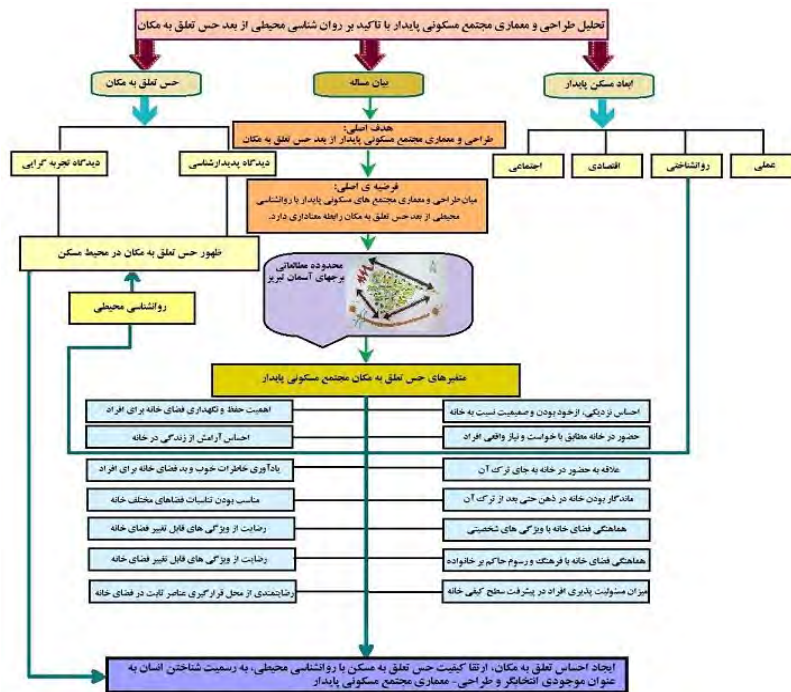 تحلیل طراحی و معماری مجتمع مسکونی پایدار با تاکید بر روان شناسی محیطی از بعد حس تعلق به مکان
ابعاد مسکن پایدار
بیان مساله
حس تعلق به مکان
هدف اصلی:
طراحی و معماری مجتمع مسکونی پایدار از بعد حس تعلق به مکان
عملی
روانشناختی
اقتصادی
اجتماعی
دیدگاه پدیدارشناسی
دیدگاه تجربه گرایی
فرضیه ی اصلی:
میان طراحی و معماری مجتمع های مسکونی پایدار با روانشناسی
محیطی از بعد حس تعلق به مکان رابطه معناداری دارد.
ظهور حس تعلق به مکان در محیط مسکن
روانشناسی محیطی
محدوده مطالعاتی
برجهای آسمان تبریز
متغیرهای حس تعلق به مکان مجتمع مسکونی پایدار
احساس نزدیکی، ازخود بودن و صمیمیت نسبت به خانه
اهمیت حفظ و نگهداری فضای خانه برای افراد
حضور در خانه مطابق با خواست و نیاز واقعی افراد
احساس آرامش از زندگی در خانه
علاقه به حضور در خانه به جای ترک آن
یادآوری خاطرات خوب و بد فضای خانه برای افراد
ماندگار بودن خانه در ذهن حتی بعد از ترک آن
مناسب بودن تناسبات فضاهای مختلف خانه
هماهنگی فضای خانه با ویژگی های شخصیتی
رضایت از ویژگی های قابل تغییر فضای خانه
هماهنگی فضای خانه با فرهنگ و رسوم حاکم بر خانواده
رضایت از ویژگی های قابل تغییر فضای خانه
میزان مسئولیت پذیری افراد در پیشرفت سطح کیفی خانه
رضایتمندی از محل قرارگیری عناصر ثابت در فضای خانه
ایجاد احساس تعلق به مکان، ارتقا کیفیت حس تعلق به مسکن با روانشناسی محیطی، به رسمیت شناختن انسان به
عنوان موجودی انتخابگر و طراحی- معماری مجتمع مسکونی پایدار